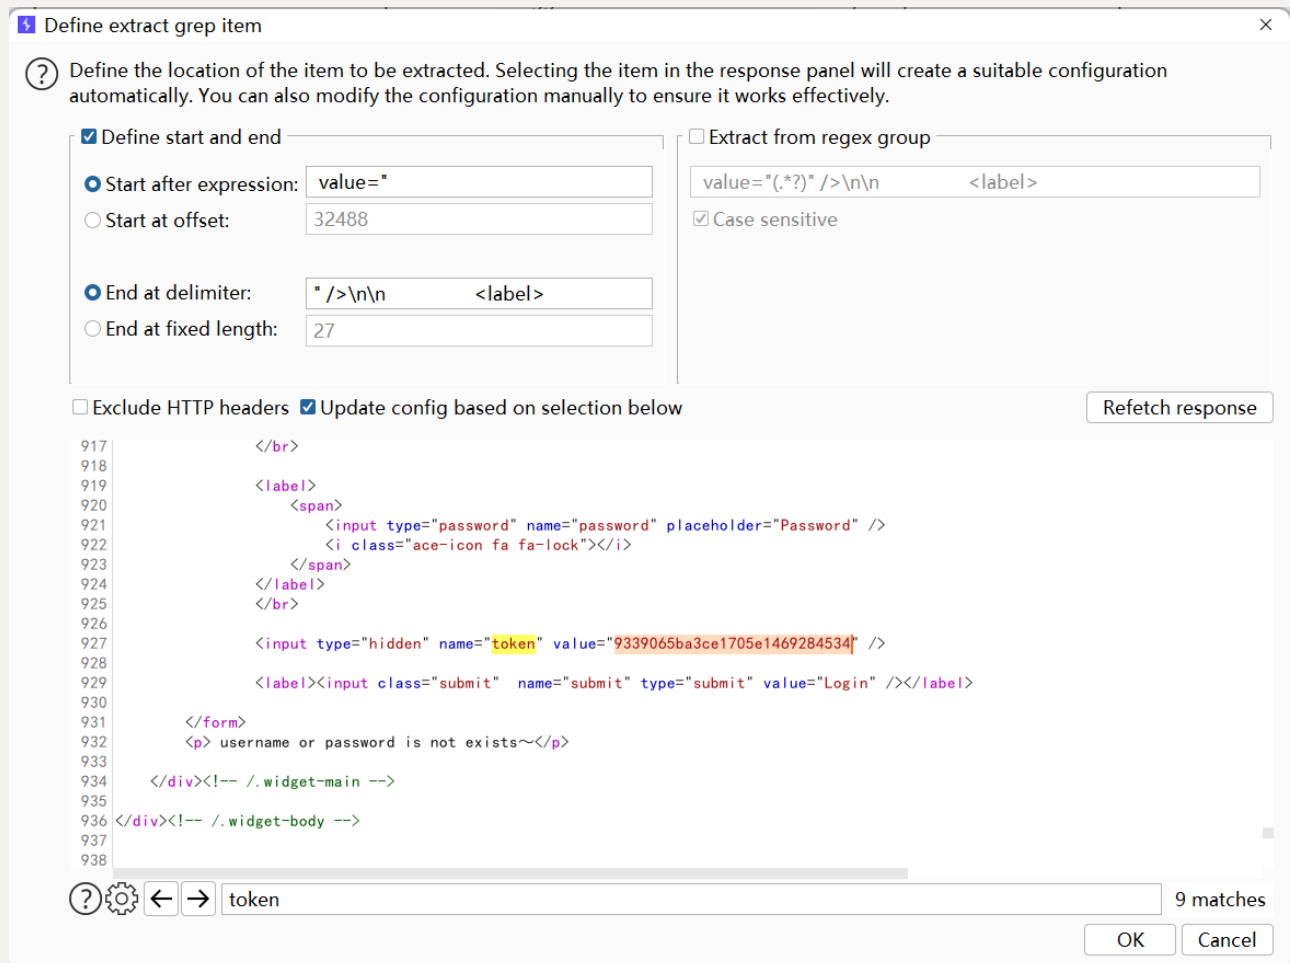 Define extract grep item
Define the location of the item to be extracted. Selecting the item in the response panel will create a suitable configuration
automatically. You can also modify the configuration manually to ensure it works effectively.
Define start and end
Start after expression: value="
Start at offset: 32488
End at delimiter: " />\n\n                <label>
End at fixed length: 27
Extract from regex group
value="(.*?)" />\n\n                <label>
Case sensitive
Exclude HTTP headers Update config based on selection below Refetch response
917 </br>
918
919 <label>
920 <span>
921 <input type="password" name="password" placeholder="Password" />
922 <i class="ace-icon fa fa-lock"></i>
923 </span>
924 </label>
925 </br>
926
927 <input type="hidden" name="token" value="9339065ba3ce1705e1469284534" />
928
929 <label><input class="submit"  name="submit" type="submit" value="Login" /></label>
930
931 </form>
932 <p> username or password is not exists～</p>
933
934 </div><!-- /.widget-main -->
935
936 </div><!-- /.widget-body -->
937
938
token 9 matches
OK Cancel